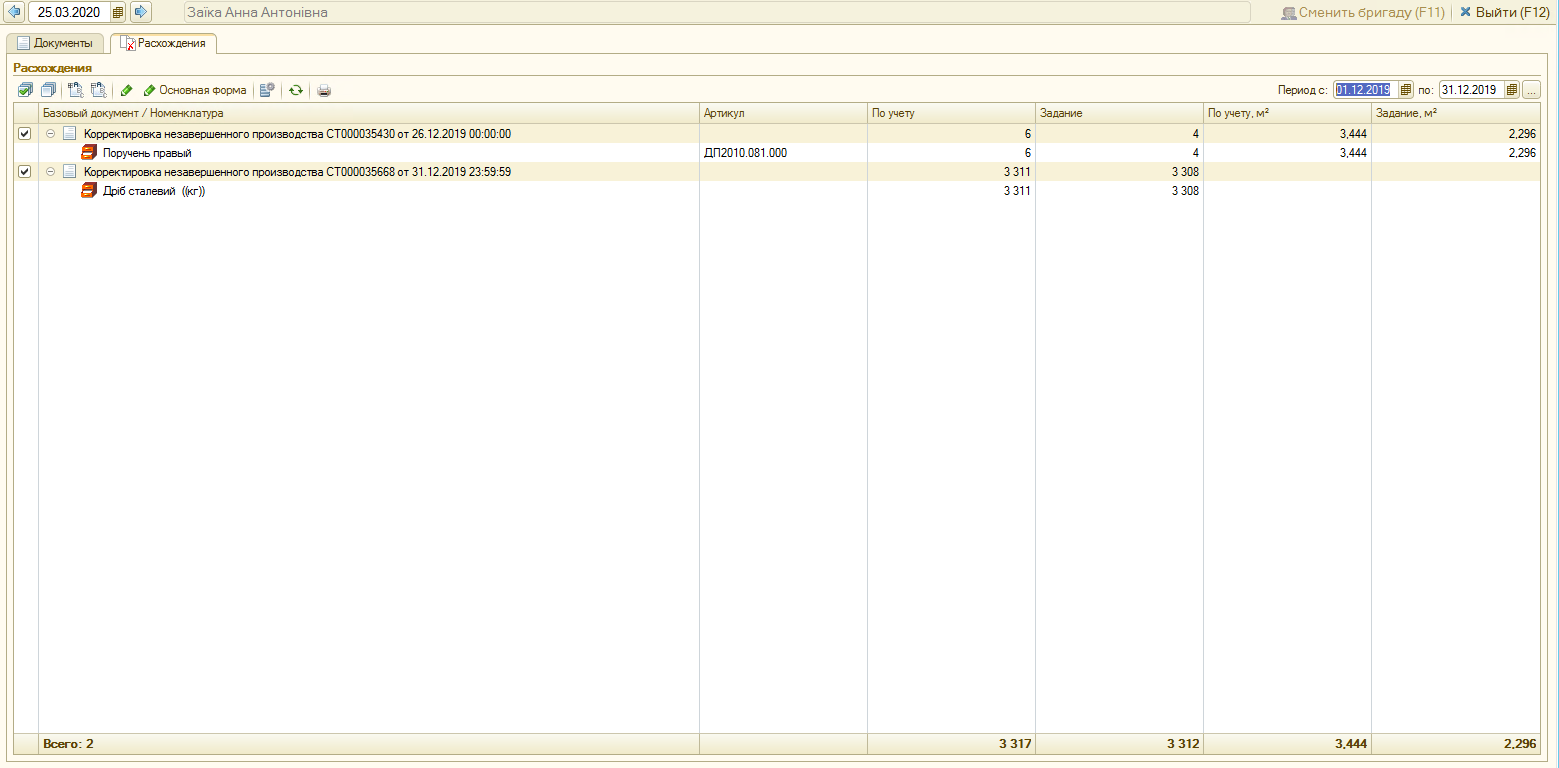 25.03.2020 Заїка Анна Антонівна Сменить бригаду (F11) Выйти (F12)
Документы Расхождения
Расхождения
Основная форма Период с: 01.12.2019 по: 31.12.2019 ...
Базовый документ / Номенклатура Артикул По учету Задание По учету, м² Задание, м²
Корректировка незавершенного производства СТ000035430 от 26.12.2019 00:00:00 6 4 3,444 2,296
Поручень правый ДП2010.081.000 6 4 3,444 2,296
Корректировка незавершенного производства СТ000035668 от 31.12.2019 23:59:59 3 311 3 308
Дріб сталевий ((кг)) 3 311 3 308
Всего: 2 3 317 3 312 3,444 2,296